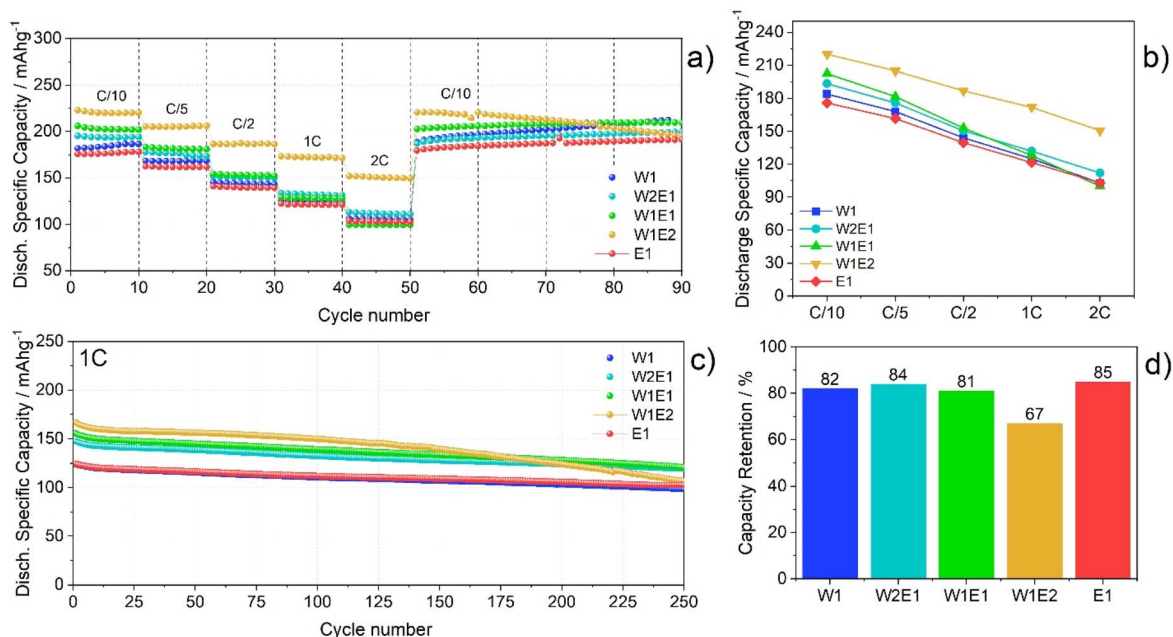 a)
Disch. Specific Capacity / mAhg⁻¹
300
250
200
150
100
50
C/10
C/5
C/2
1C
2C
C/10
W1
W2E1
W1E1
W1E2
E1
0
10
20
30
40
50
60
70
80
90
Cycle number
b)
Discharge Specific Capacity / mAhg⁻¹
240
210
180
150
120
90
60
30
0
W1
W2E1
W1E1
W1E2
E1
C/10
C/5
C/2
1C
2C
c)
1C
Disch. Specific Capacity / mAhg⁻¹
250
200
150
100
50
0
W1
W2E1
W1E1
W1E2
E1
0
25
50
75
100
125
150
175
200
225
250
Cycle number
d)
Capacity Retention / %
100
80
60
40
20
0
82
84
81
67
85
W1
W2E1
W1E1
W1E2
E1